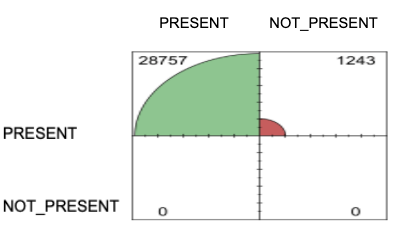 PRESENT NOT_PRESENT
28757 1243
PRESENT
NOT_PRESENT
0 0